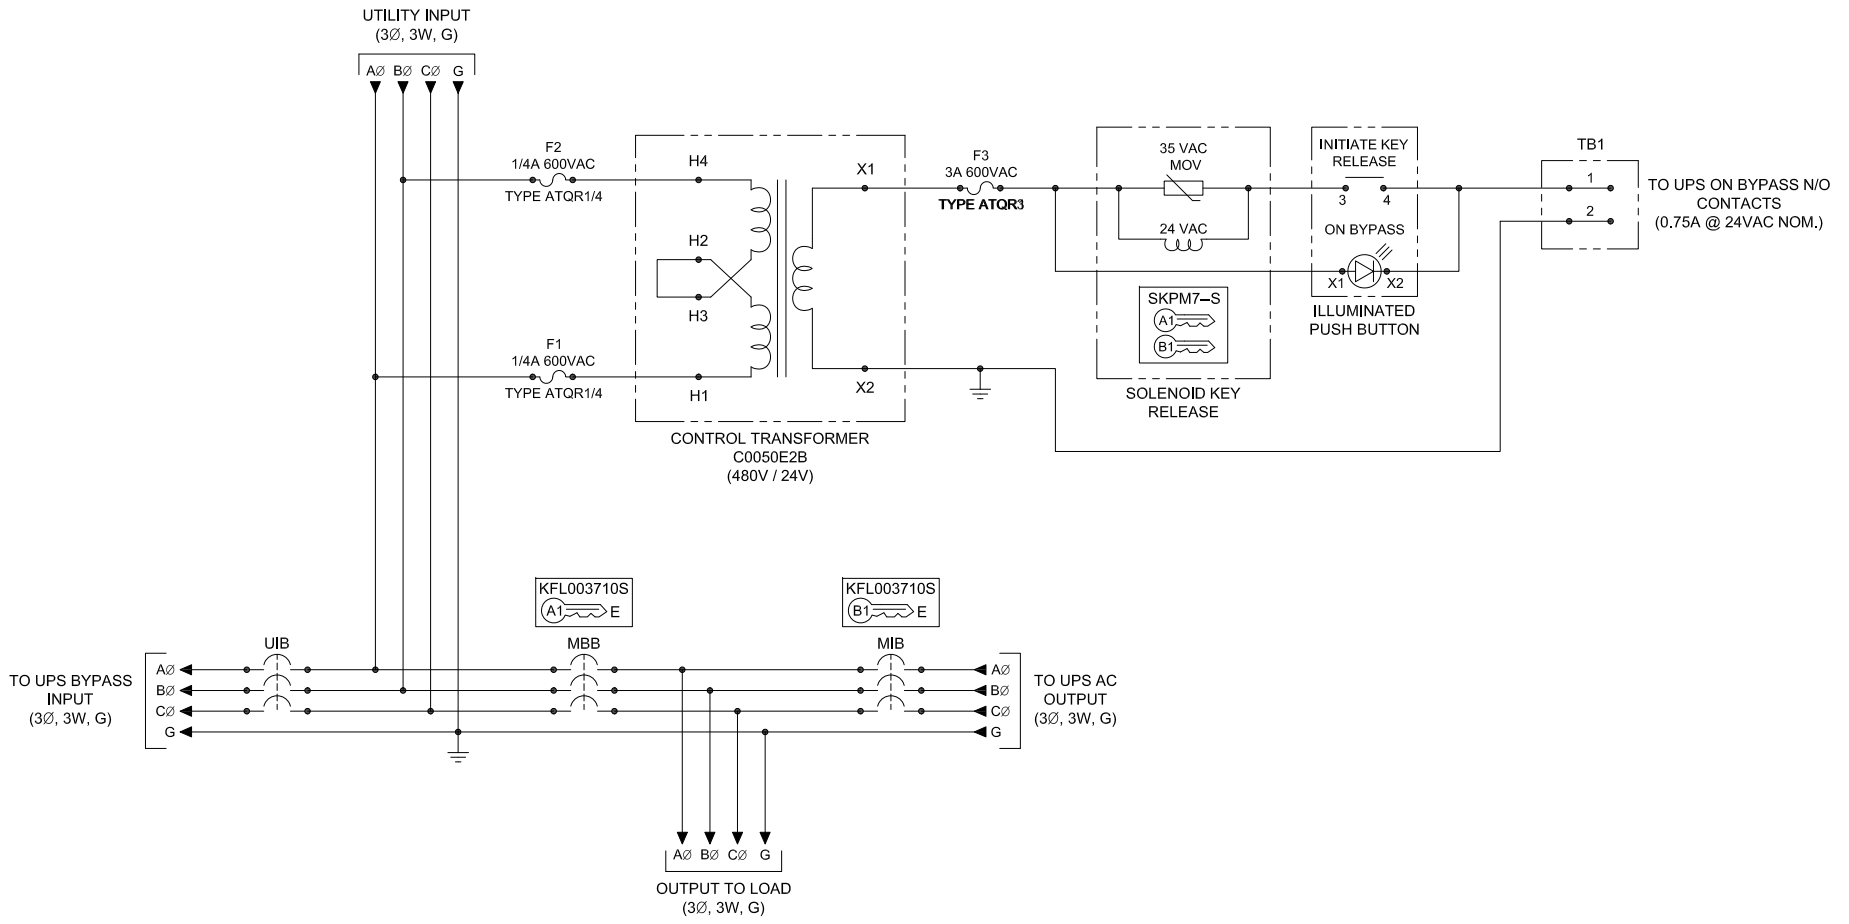 UTILITY INPUT
(3Ø, 3W, G)
AØ BØ CØ G
F2
1/4A 600VAC
TYPE ATQR1/4
F1
1/4A 600VAC
TYPE ATQR1/4
H4
H2
H3
H1
X1
X2
CONTROL TRANSFORMER
C0050E2B
(480V / 24V)
F3
3A 600VAC
TYPE ATQR3
35 VAC
MOV
24 VAC
SKPM7–S
A1
B1
SOLENOID KEY
RELEASE
INITIATE KEY
RELEASE
3 4
ON BYPASS
X1 X2
ILLUMINATED
PUSH BUTTON
TB1
1
2
TO UPS ON BYPASS N/O
CONTACTS
(0.75A @ 24VAC NOM.)
KFL003710S
A1 E
KFL003710S
B1 E
UIB
MBB
MIB
TO UPS BYPASS
INPUT
(3Ø, 3W, G)
AØ
BØ
CØ
G
AØ
BØ
CØ
G
TO UPS AC
OUTPUT
(3Ø, 3W, G)
AØ BØ CØ G
OUTPUT TO LOAD
(3Ø, 3W, G)